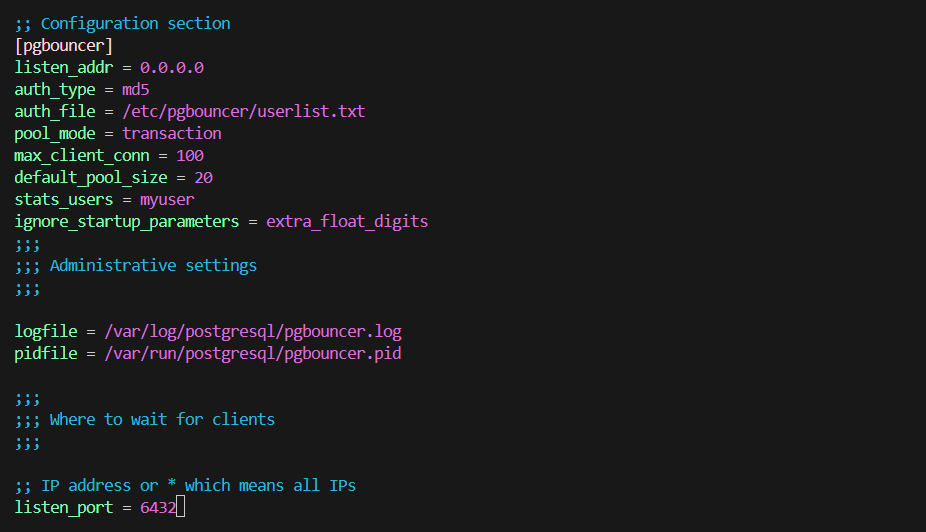 ;; Configuration section
[pgbouncer]
listen_addr = 0.0.0.0
auth_type = md5
auth_file = /etc/pgbouncer/userlist.txt
pool_mode = transaction
max_client_conn = 100
default_pool_size = 20
stats_users = myuser
ignore_startup_parameters = extra_float_digits
;;;
;;; Administrative settings
;;;
logfile = /var/log/postgresql/pgbouncer.log
pidfile = /var/run/postgresql/pgbouncer.pid
;;;
;;; Where to wait for clients
;;;
;; IP address or * which means all IPs
listen_port = 6432